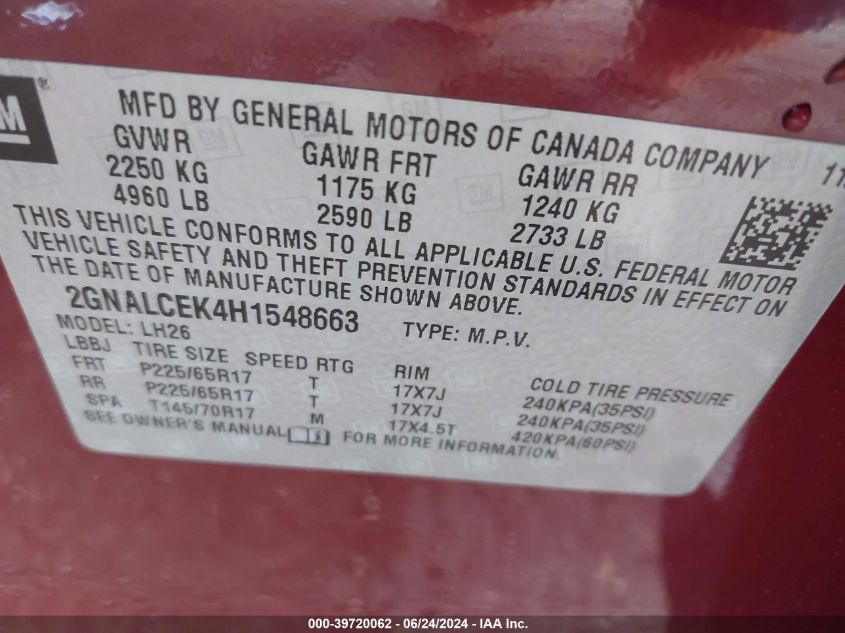 GM ®
MFD BY GENERAL MOTORS OF CANADA COMPANY
GVWR GAWR FRT GAWR RR
2250 KG 1175 KG 1240 KG
4960 LB 2590 LB 2733 LB
THIS VEHICLE CONFORMS TO ALL APPLICABLE U.S. FEDERAL MOTOR
VEHICLE SAFETY AND THEFT PREVENTION STANDARDS IN EFFECT ON
THE DATE OF MANUFACTURE SHOWN ABOVE.
2GNALCEK4H1548663 TYPE: M.P.V.
MODEL: LH26
LBBJ TIRE SIZE SPEED RTG RIM COLD TIRE PRESSURE
FRT P225/65R17 T 17X7J 240KPA(35PSI)
RR P225/65R17 T 17X7J 240KPA(35PSI)
SPA T145/70R17 M 17X4.5T 420KPA(60PSI)
SEE OWNER'S MANUAL FOR MORE INFORMATION.
000-39720062 - 06/24/2024 - IAA Inc.